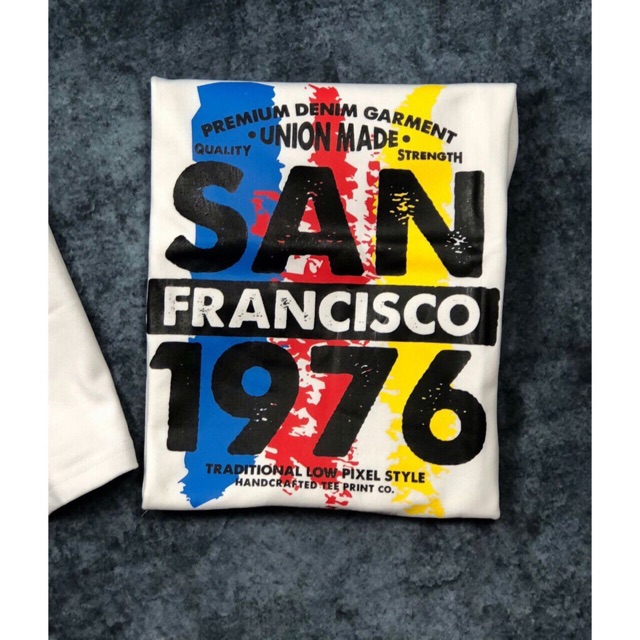 PREMIUM DENIM GARMENT
• UNION MADE •
QUALITY STRENGTH
SAN
FRANCISCO
1976
TRADITIONAL LOW PIXEL STYLE
HANDCRAFTED TEE PRINT CO.